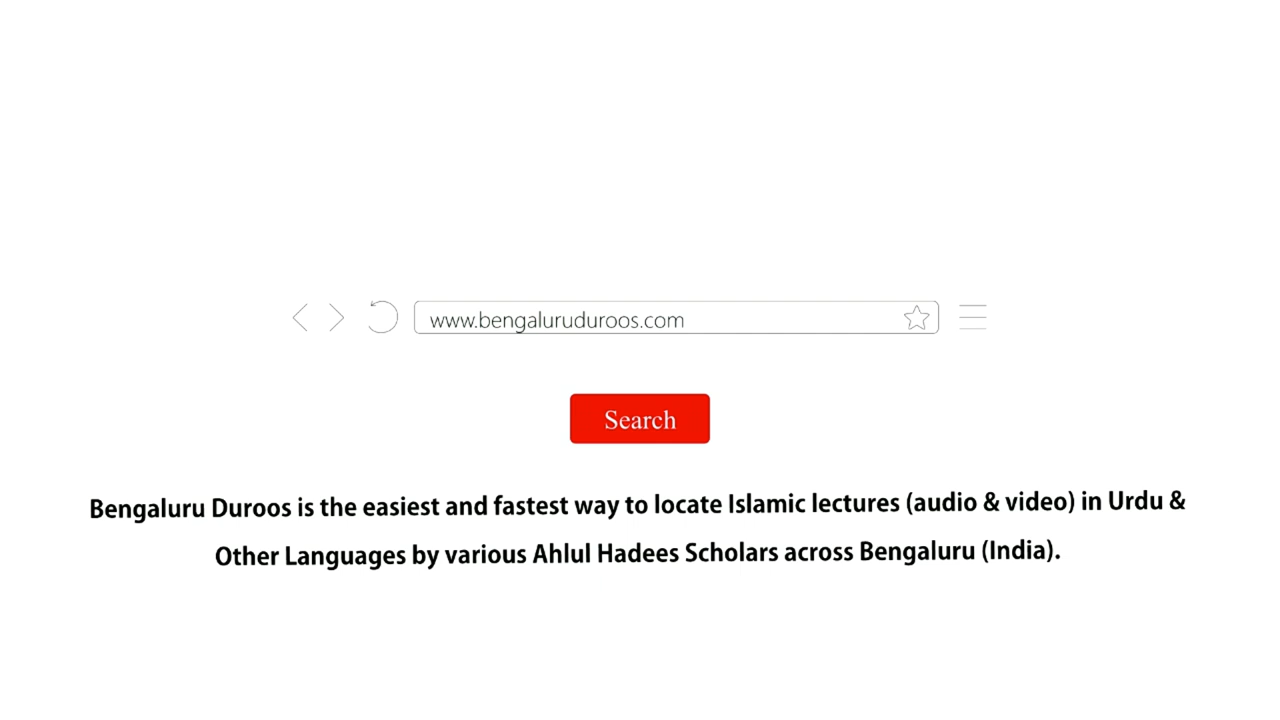 www.bengaluruduroos.com
Search
Bengaluru Duroos is the easiest and fastest way to locate Islamic lectures (audio & video) in Urdu &
Other Languages by various Ahlul Hadees Scholars across Bengaluru (India).